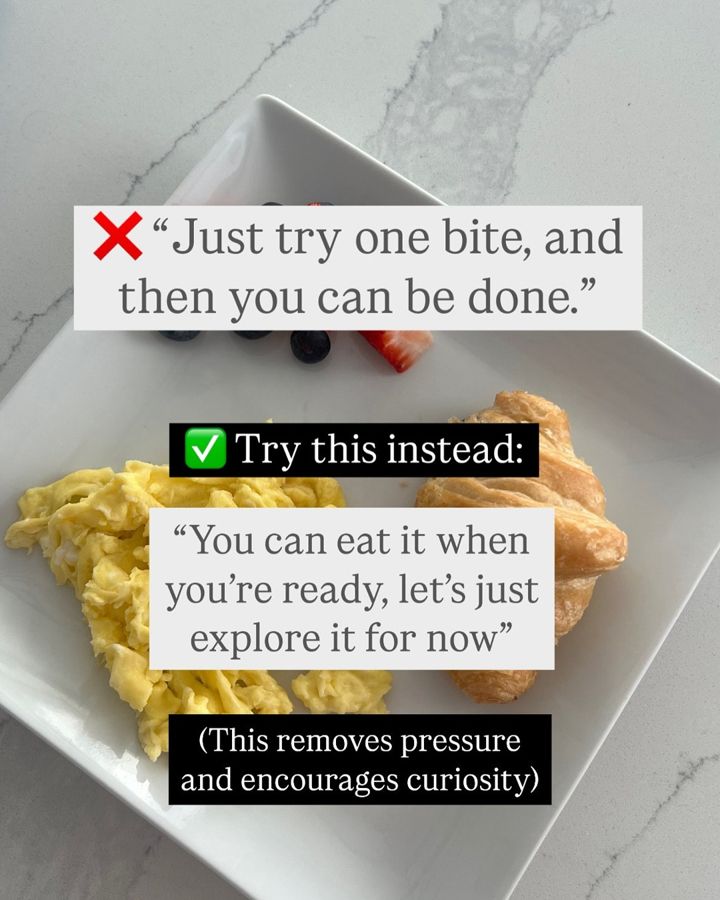 ❌ “Just try one bite, and
then you can be done.”
✅ Try this instead:
“You can eat it when
you’re ready, let’s just
explore it for now”
(This removes pressure
and encourages curiosity)